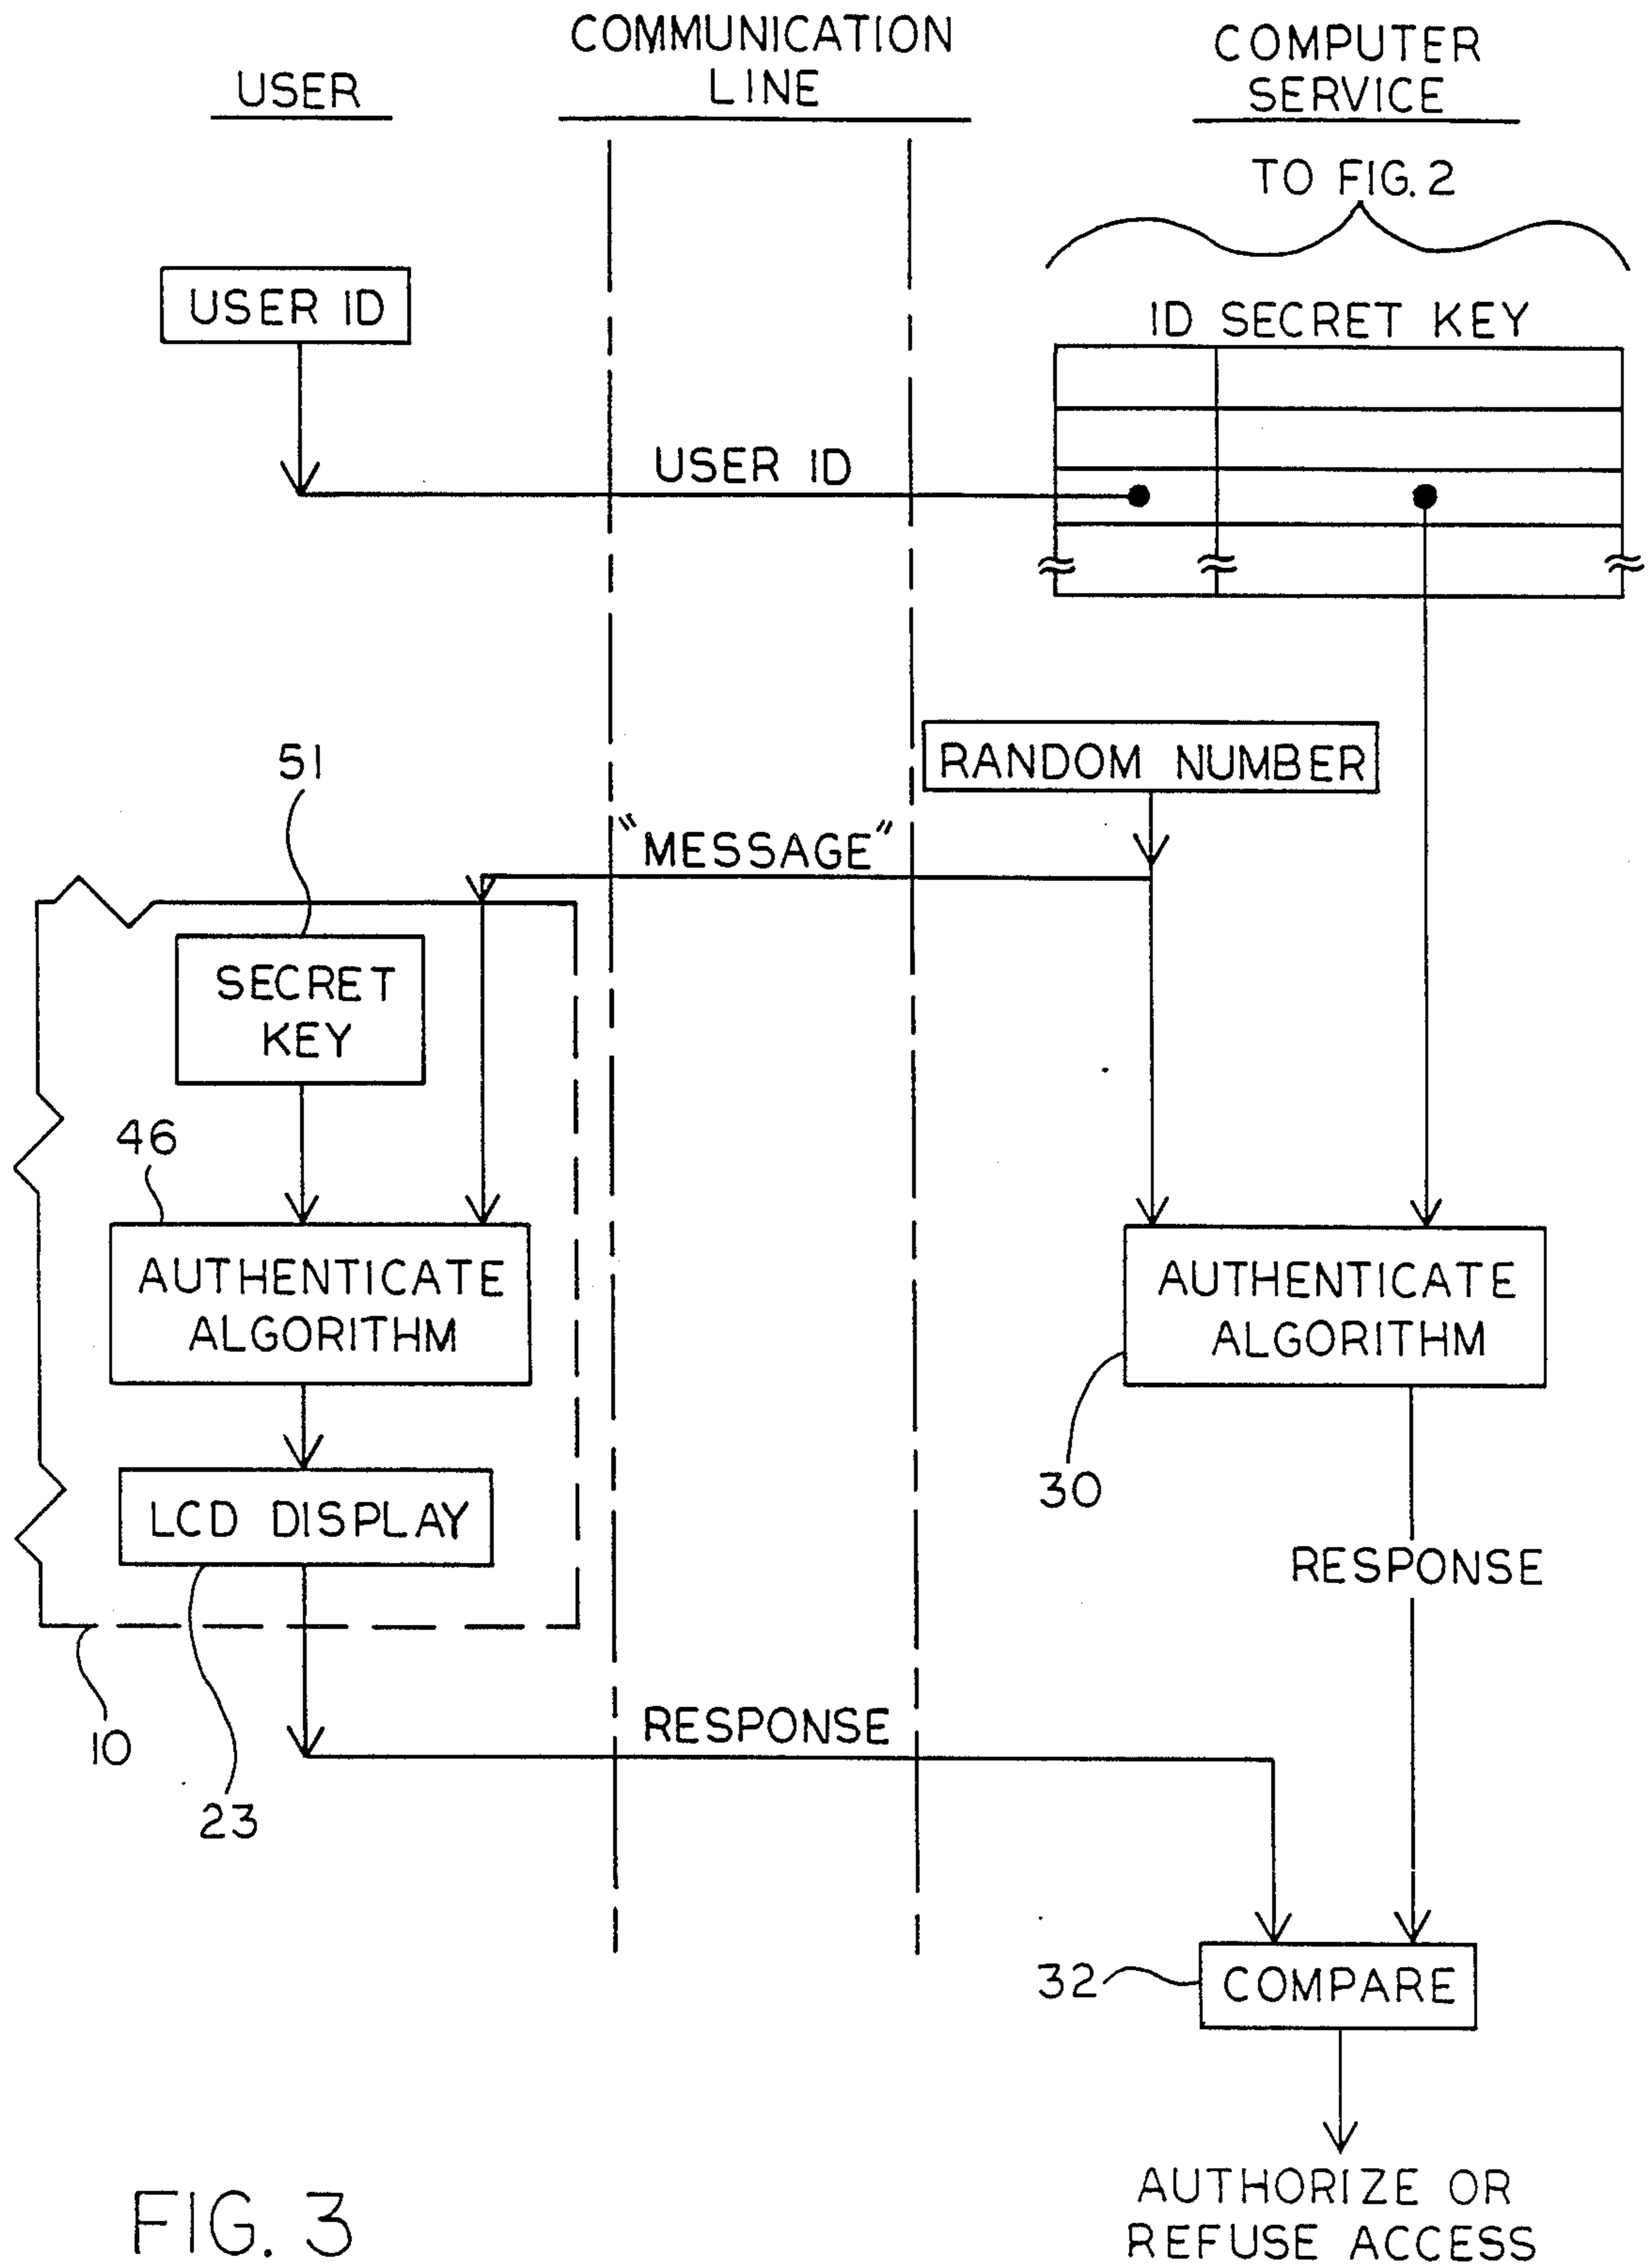 USER
COMMUNICATION
LINE
COMPUTER
SERVICE
TO FIG. 2
USER ID
ID SECRET KEY
USER ID
RANDOM NUMBER
51
"MESSAGE"
SECRET
KEY
46
AUTHENTICATE
ALGORITHM
AUTHENTICATE
ALGORITHM
30
LCD DISPLAY
RESPONSE
10
23
RESPONSE
32
COMPARE
AUTHORIZE OR
REFUSE ACCESS
FIG. 3